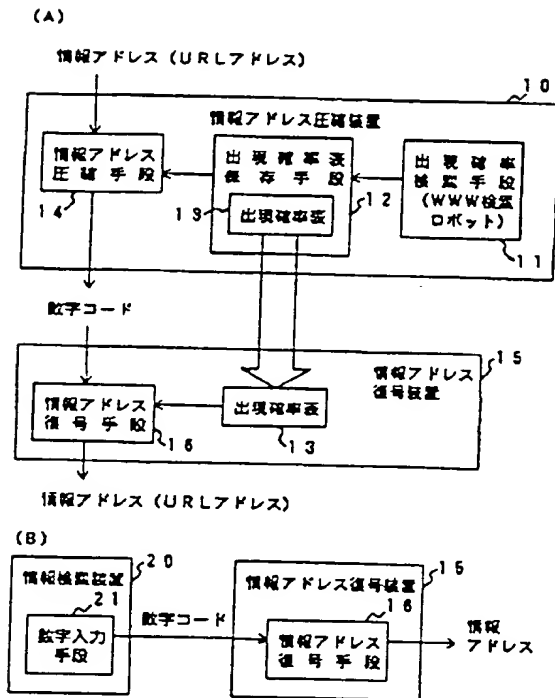 (A)
情報アドレス(URLアドレス)
10
情報アドレス圧縮装置
情報アドレス
圧縮手段
14
出現確率表
保存手段
13
出現確率表
12
出現確率
検索手段
(WWW検索
ロボット)
11
数字コード
15
情報アドレス
復号装置
情報アドレス
復号手段
16
出現確率表
13
情報アドレス(URLアドレス)
(B)
20
情報検索装置
21
数字入力
手段
数字コード
15
情報アドレス復号装置
16
情報アドレス
復号手段
情報
アドレス